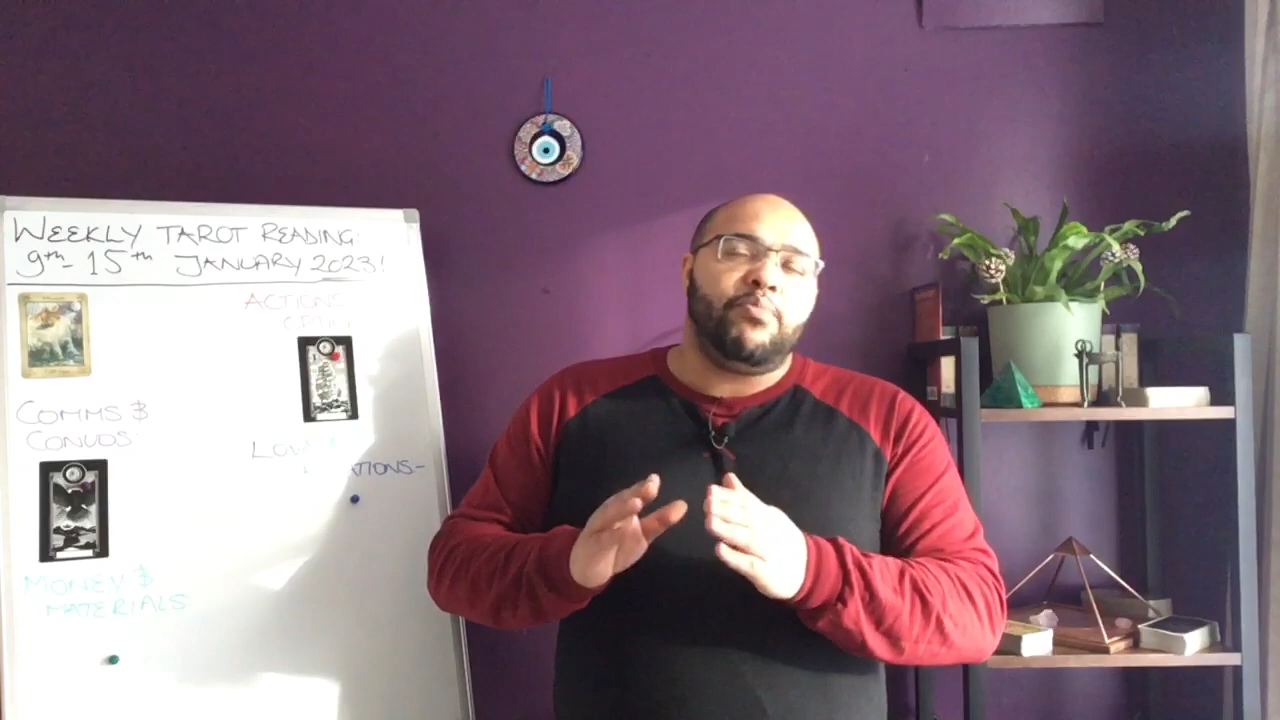 WEEKLY TAROT READING:
9th - 15th JANUARY 2023!
ACTIONS
COMMS &
CONVOS:
MONEY &
MATERIALS